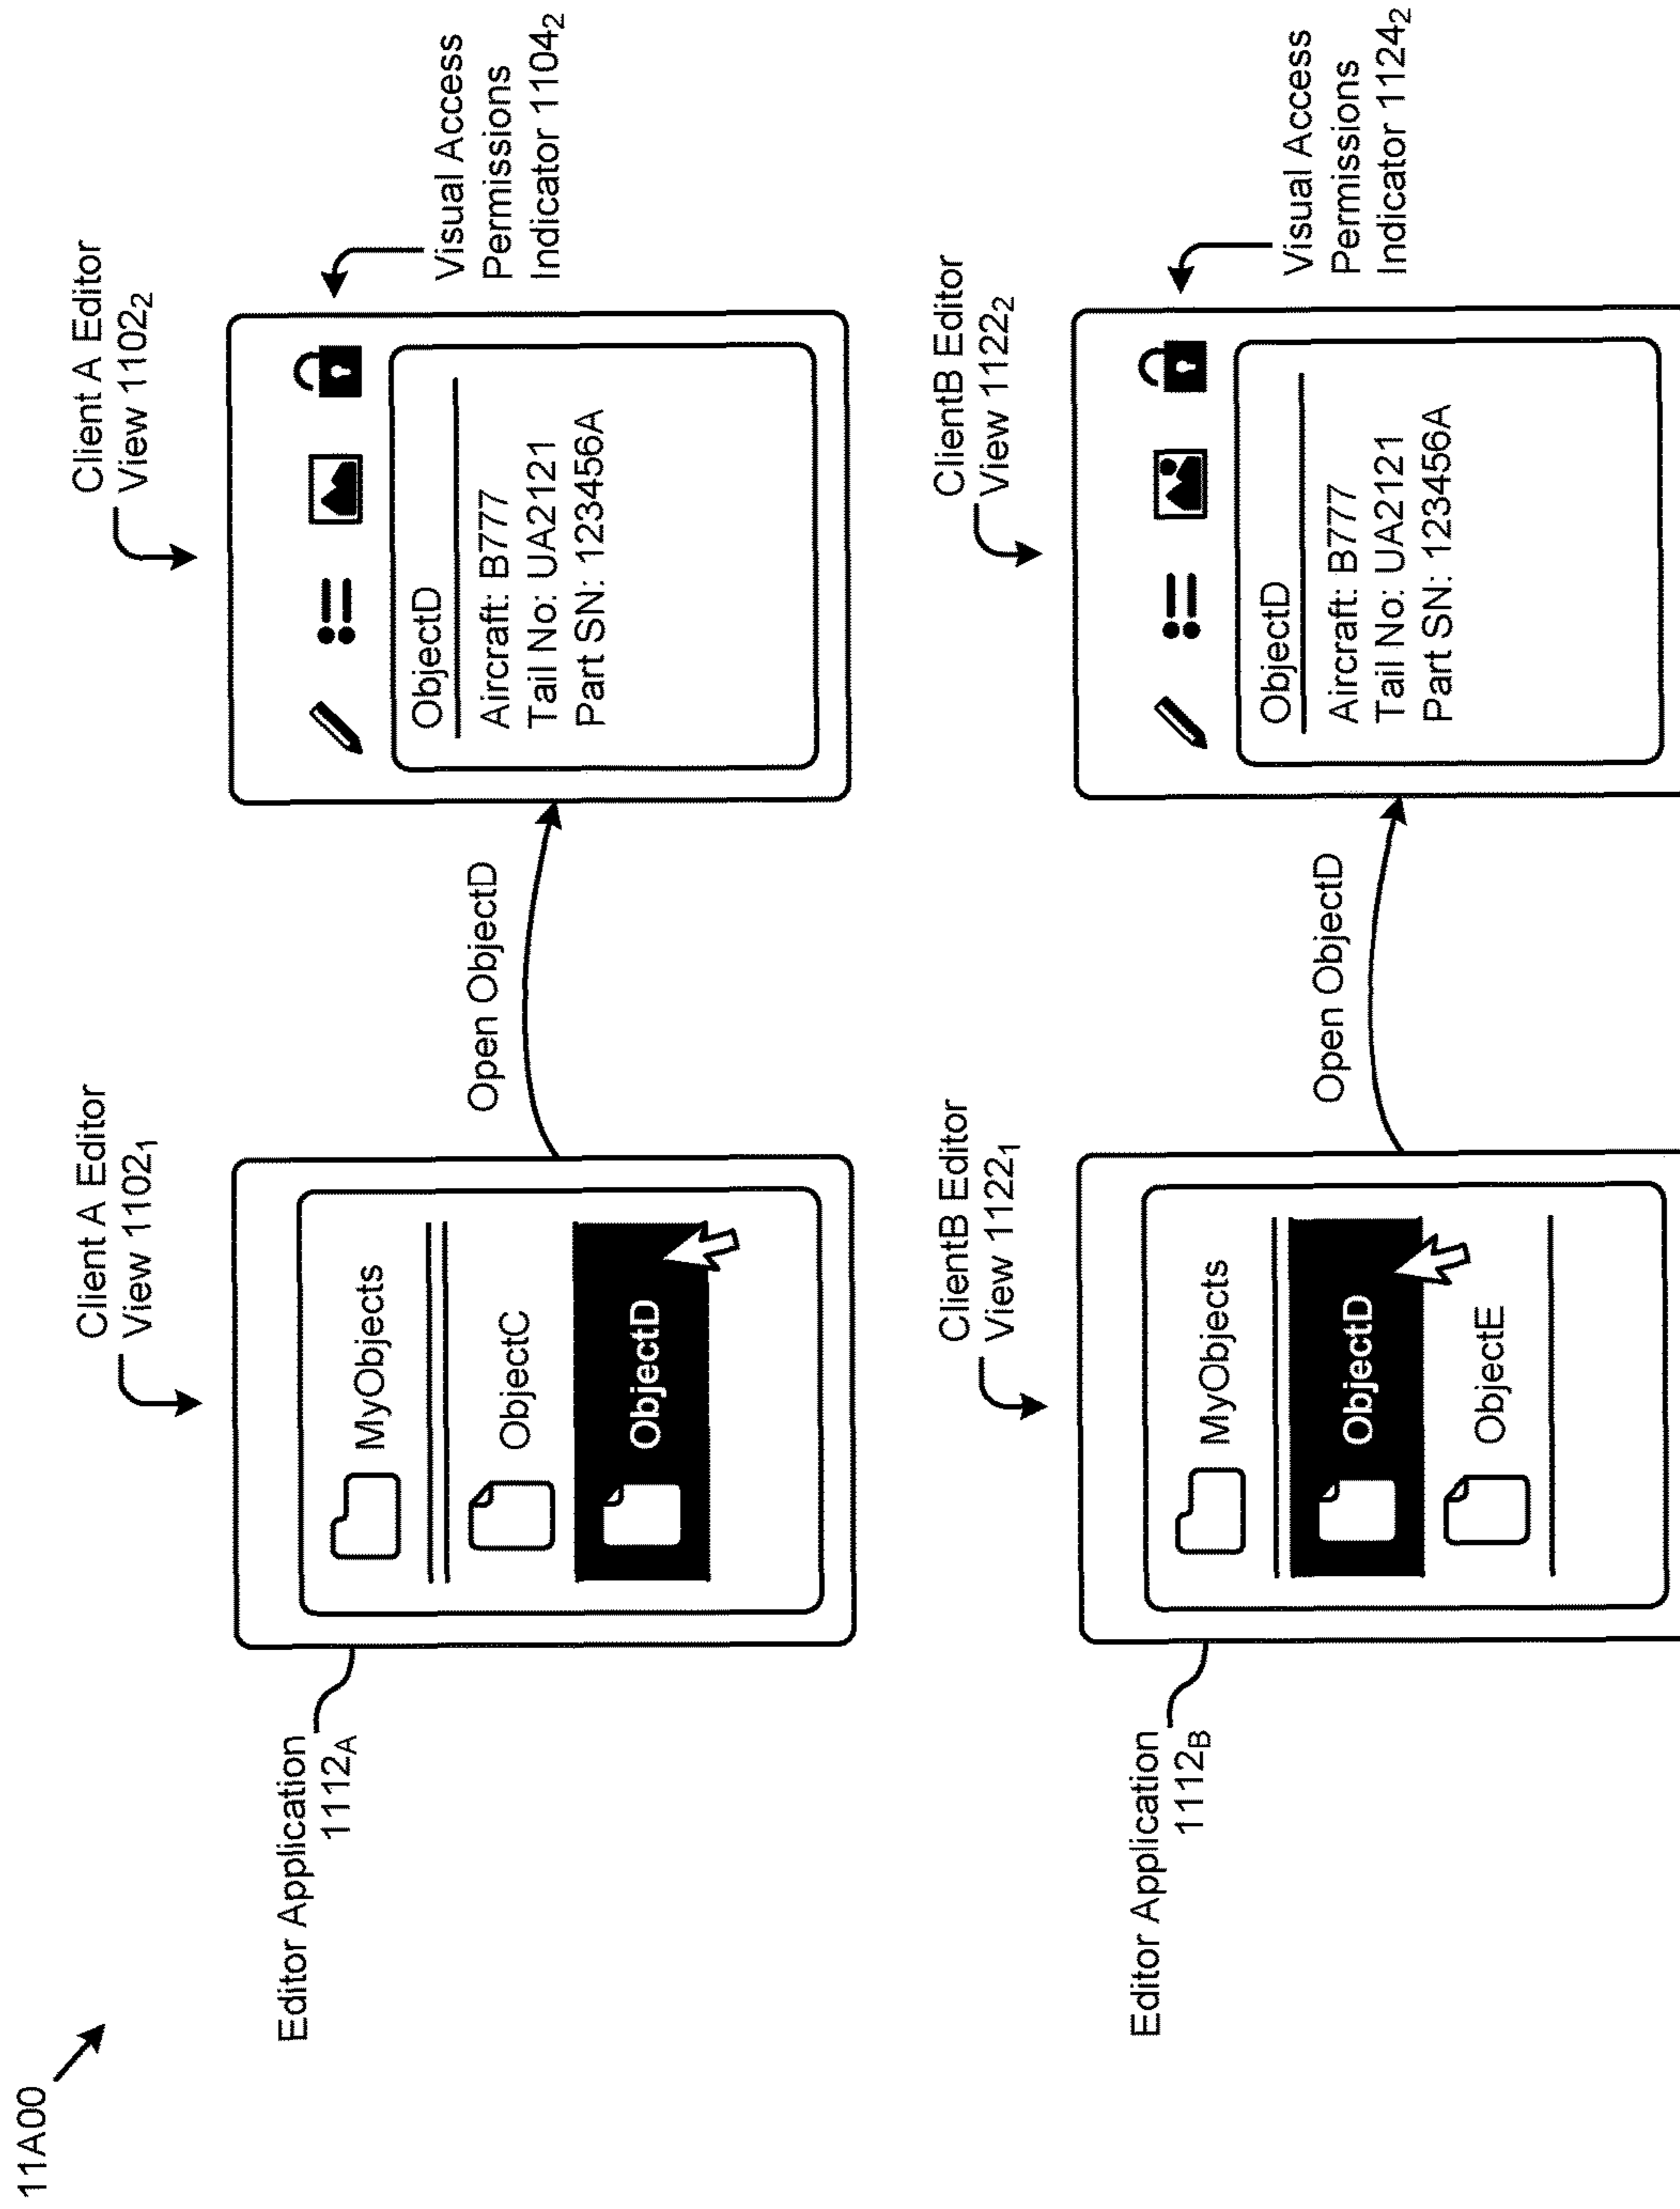 11A00
Client A Editor
View 1102₁
Client A Editor
View 1102₂
Editor Application
1112A
MyObjects
ObjectC
ObjectD
Open ObjectD
ObjectD
Aircraft: B777
Tail No: UA2121
Part SN: 123456A
Visual Access
Permissions
Indicator 1104₂
ClientB Editor
View 1122₁
ClientB Editor
View 1122₂
Editor Application
1112B
MyObjects
ObjectD
ObjectE
Open ObjectD
ObjectD
Aircraft: B777
Tail No: UA2121
Part SN: 123456A
Visual Access
Permissions
Indicator 1124₂